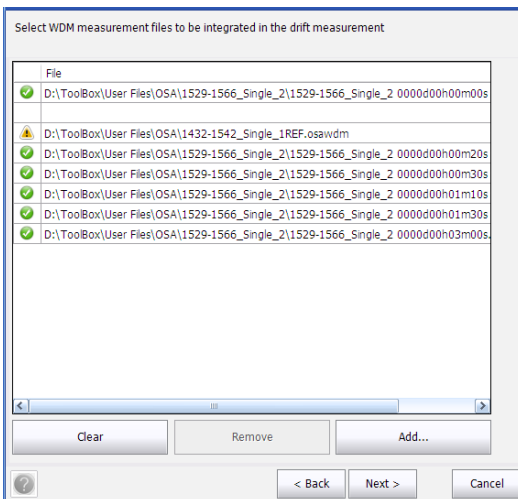 Select WDM measurement files to be integrated in the drift measurement
File
D:\ToolBox\User Files\OSA\1529-1566_Single_2\1529-1566_Single_2 0000d00h00m00s
D:\ToolBox\User Files\OSA\1432-1542_Single_1REF.osawdm
D:\ToolBox\User Files\OSA\1529-1566_Single_2\1529-1566_Single_2 0000d00h00m20s
D:\ToolBox\User Files\OSA\1529-1566_Single_2\1529-1566_Single_2 0000d00h00m30s
D:\ToolBox\User Files\OSA\1529-1566_Single_2\1529-1566_Single_2 0000d00h01m10s
D:\ToolBox\User Files\OSA\1529-1566_Single_2\1529-1566_Single_2 0000d00h01m30s
D:\ToolBox\User Files\OSA\1529-1566_Single_2\1529-1566_Single_2 0000d00h03m00s.
Clear Remove Add...
? < Back Next > Cancel